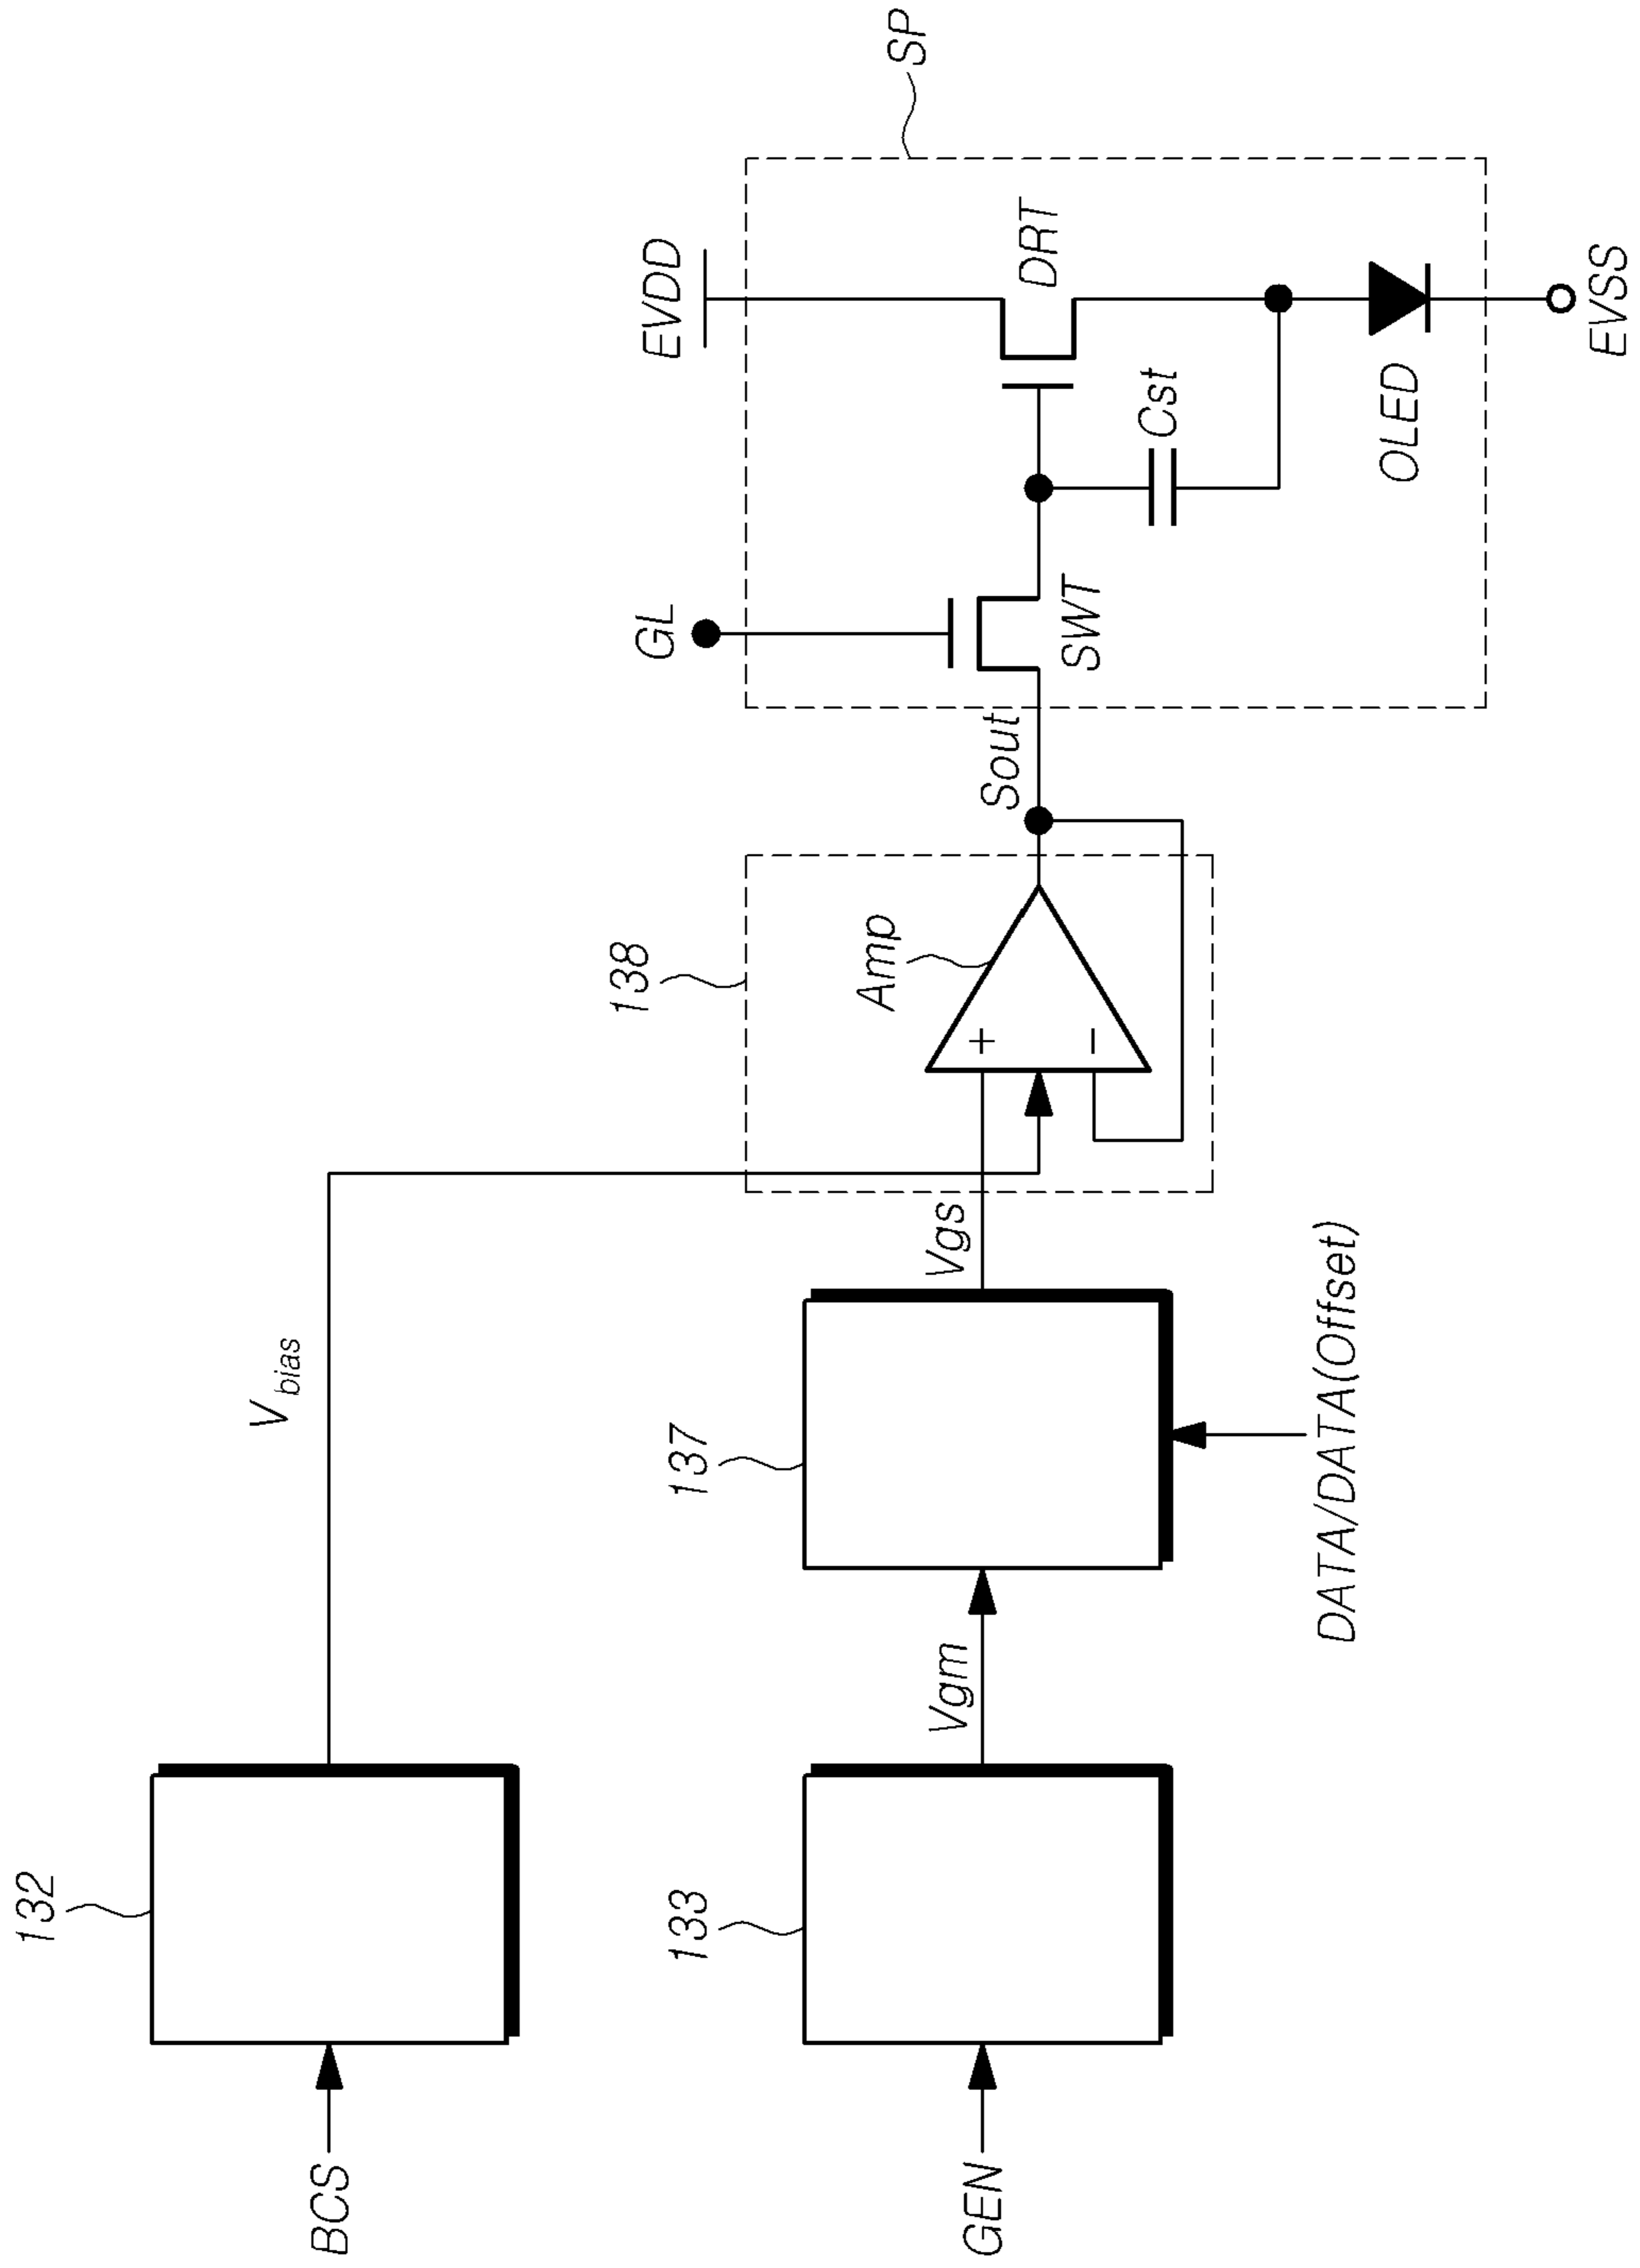 132
BCS
V bias
133
GEN
Vgm
137
Vgs
DATA/DATA(Offset)
138
Amp
+
−
Sout
GL
SWT
EVDD
DRT
Cst
OLED
EVSS
SP